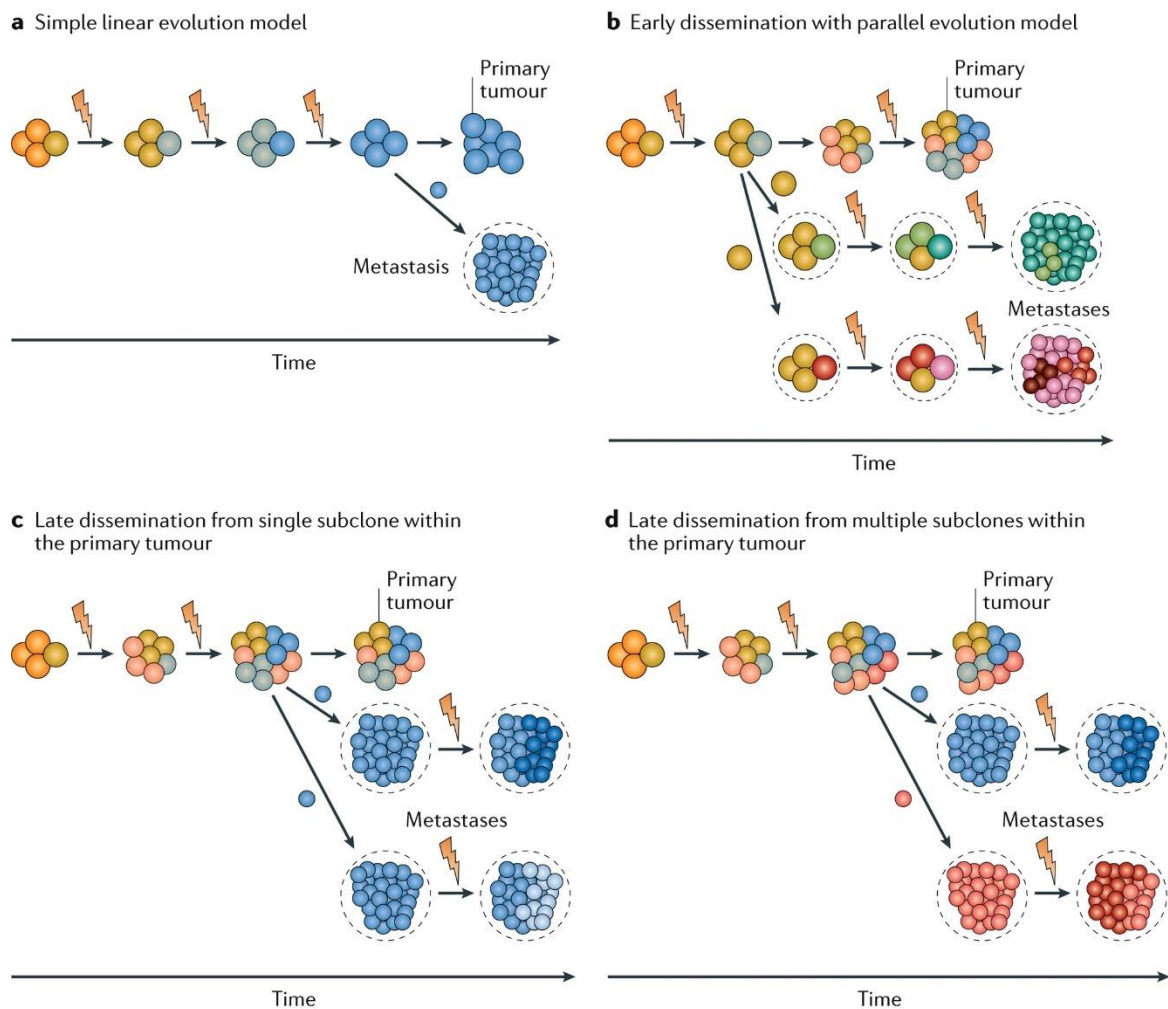 a Simple linear evolution model
Primary
tumour
Metastasis
Time
b Early dissemination with parallel evolution model
Primary
tumour
Metastases
Time
c Late dissemination from single subclone within
the primary tumour
Primary
tumour
Metastases
Time
d Late dissemination from multiple subclones within
the primary tumour
Primary
tumour
Metastases
Time